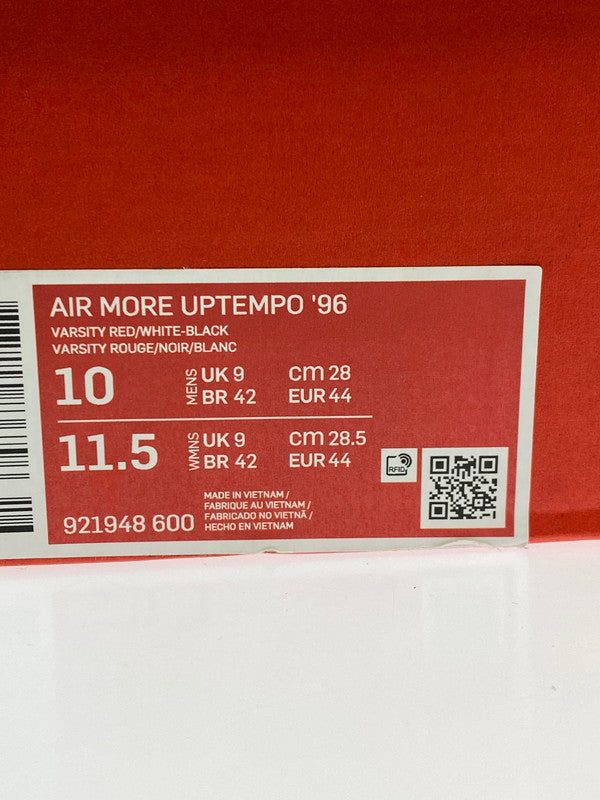 AIR MORE UPTEMPO '96
VARSITY RED/WHITE-BLACK
VARSITY ROUGE/NOIR/BLANC
10 MENS UK 9 cm 28
BR 42 EUR 44
11.5 WMNS UK 9 cm 28.5
BR 42 EUR 44
RFID
921948 600
MADE IN VIETNAM /
FABRIQUE AU VIETNAM /
FABRICADO NO VIETNÃ /
HECHO EN VIETNAM